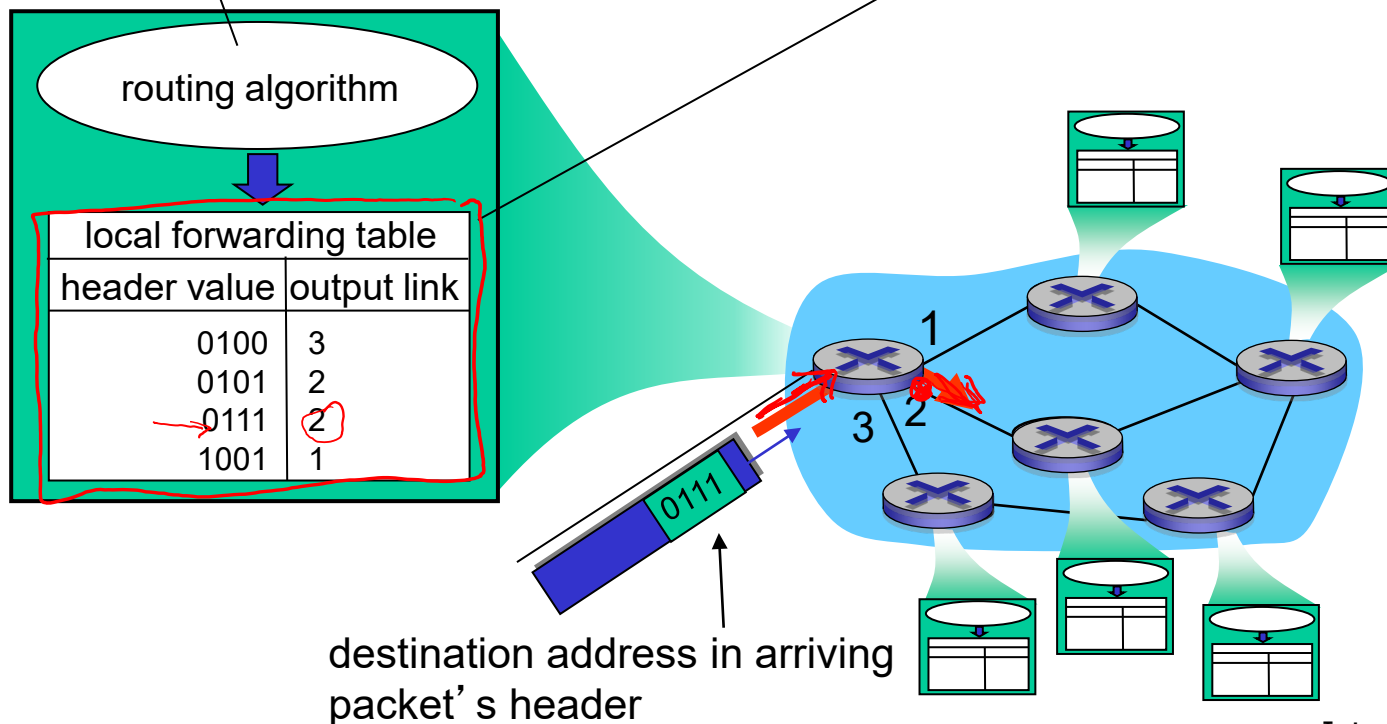 routing algorithm
local forwarding table
header value output link
0100 3
0101 2
0111 2
1001 1
1
2
3
0111
destination address in arriving
packet’ s header